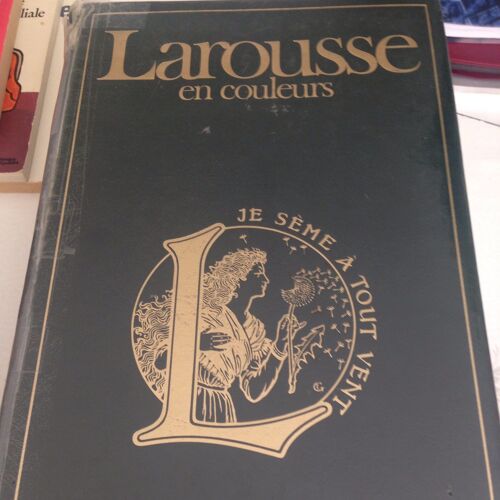 Larousse
en couleurs
JE SÈME À TOUT VENT
L
G